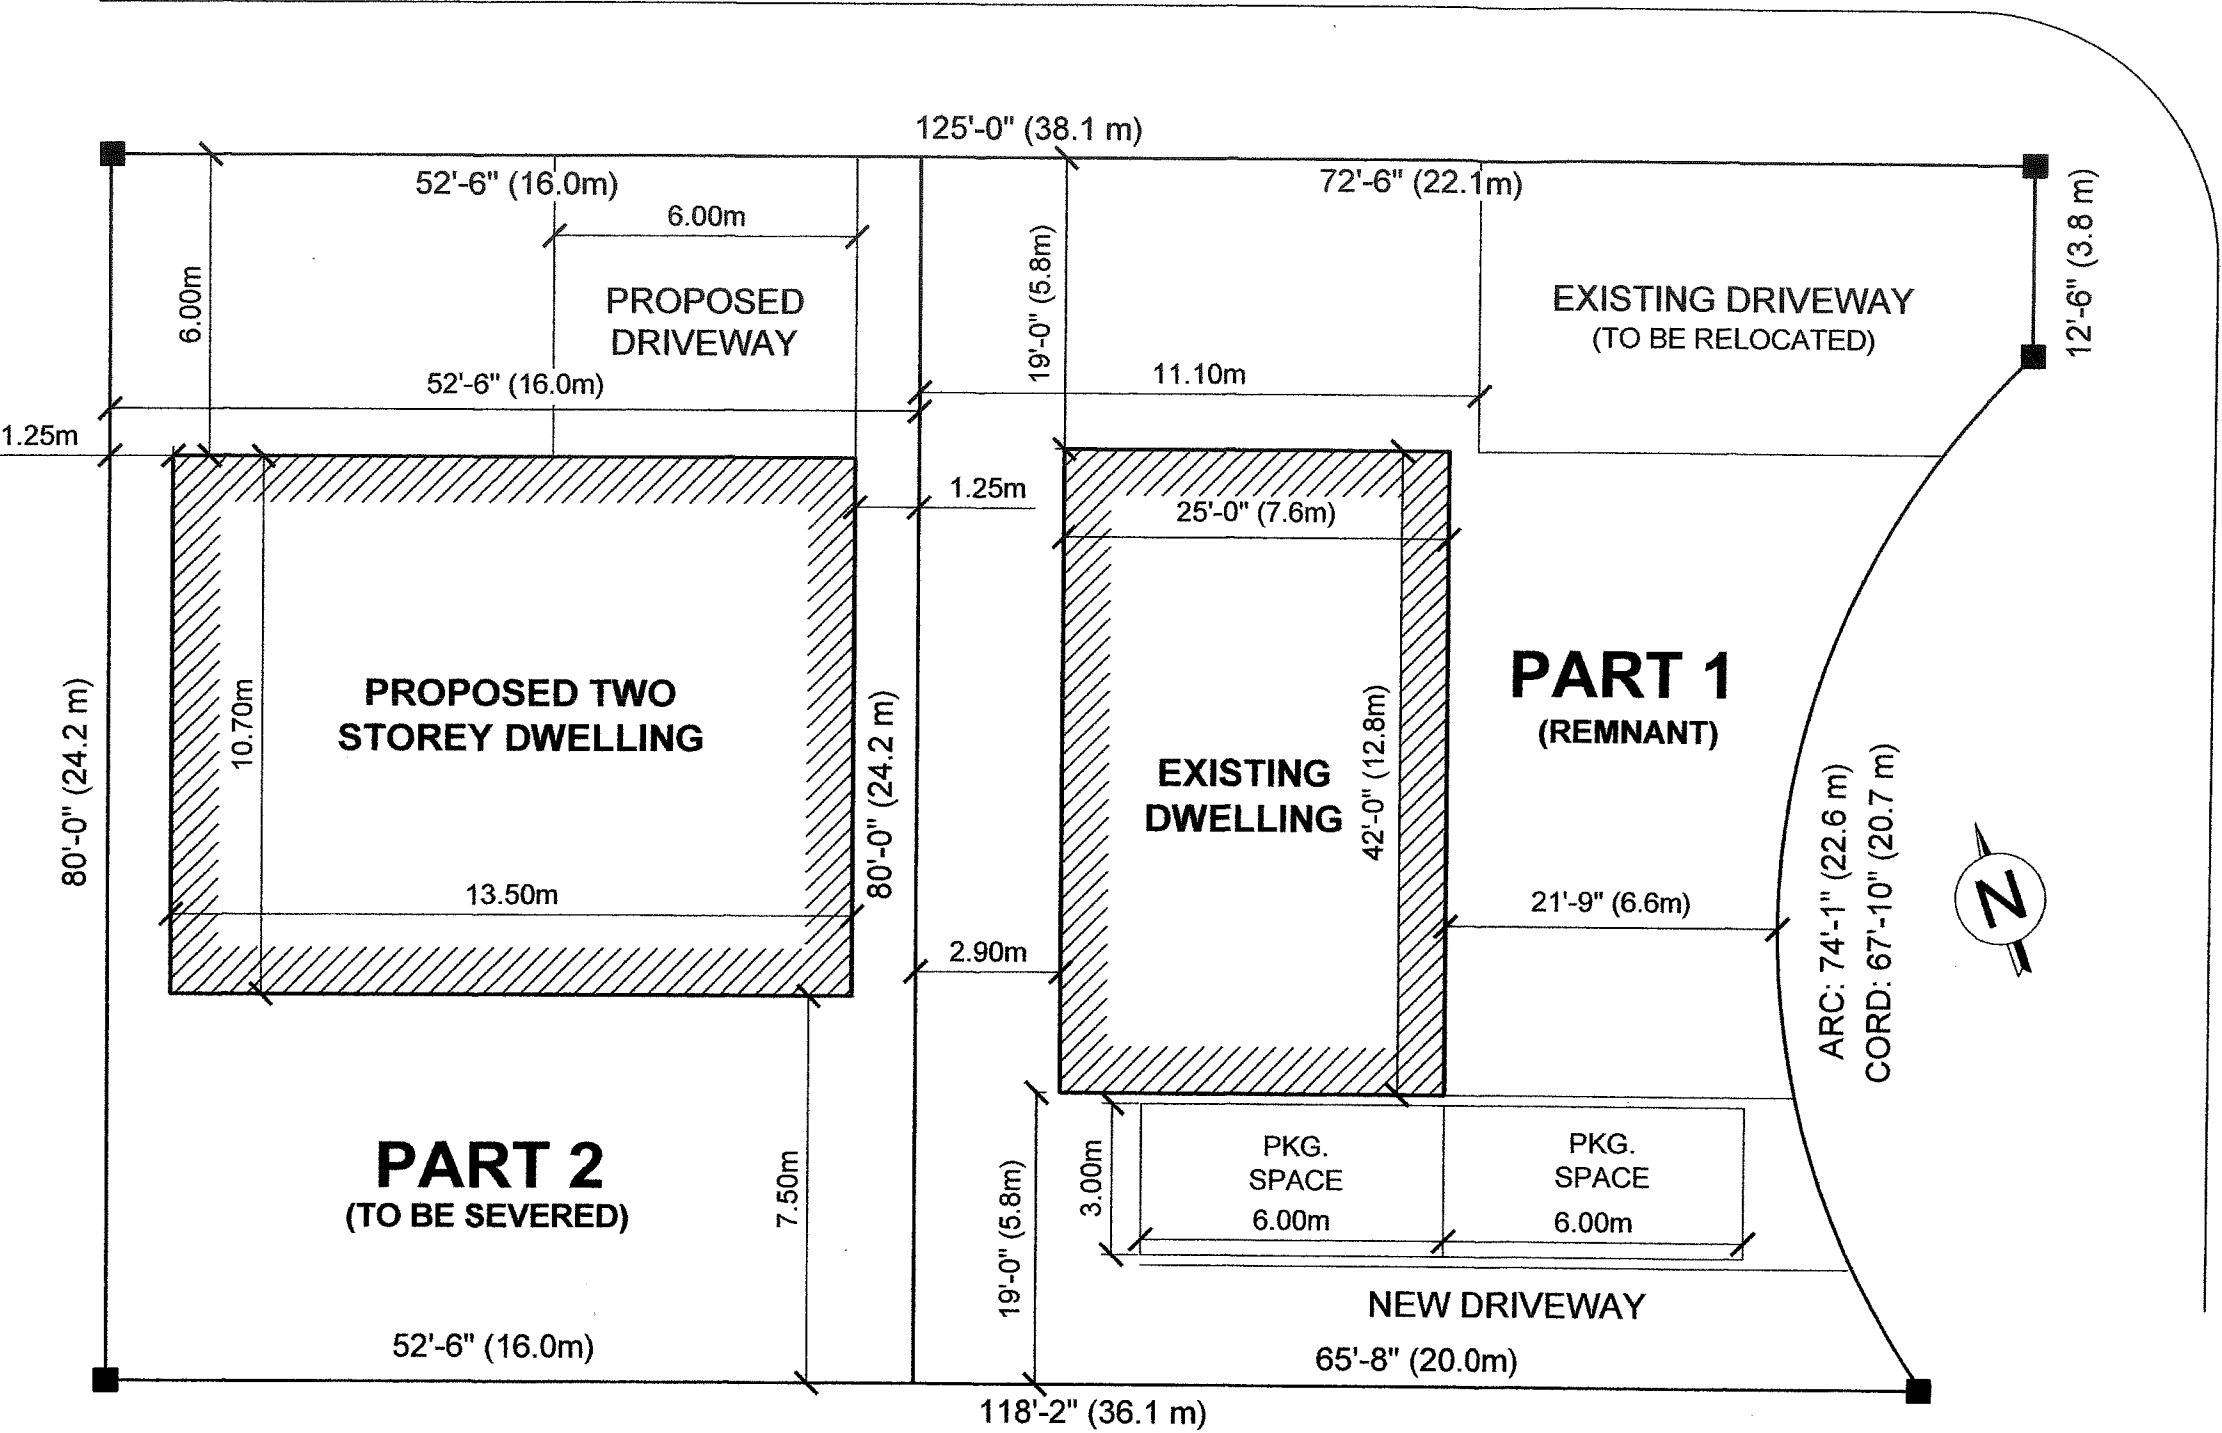 125'-0" (38.1 m)
52'-6" (16.0m)
72'-6" (22.1m)
12'-6" (3.8 m)
6.00m
6.00m
PROPOSED
DRIVEWAY
19'-0" (5.8m)
EXISTING DRIVEWAY
(TO BE RELOCATED)
52'-6" (16.0m)
11.10m
1.25m
1.25m
25'-0" (7.6m)
PROPOSED TWO
STOREY DWELLING
10.70m
13.50m
80'-0" (24.2 m)
80'-0" (24.2 m)
EXISTING
DWELLING
42'-0" (12.8m)
PART 1
(REMNANT)
21'-9" (6.6m)
ARC: 74'-1" (22.6 m)
CORD: 67'-10" (20.7 m)
N
2.90m
PART 2
(TO BE SEVERED)
7.50m
19'-0" (5.8m)
3.00m
PKG.
SPACE
6.00m
PKG.
SPACE
6.00m
NEW DRIVEWAY
52'-6" (16.0m)
65'-8" (20.0m)
118'-2" (36.1 m)